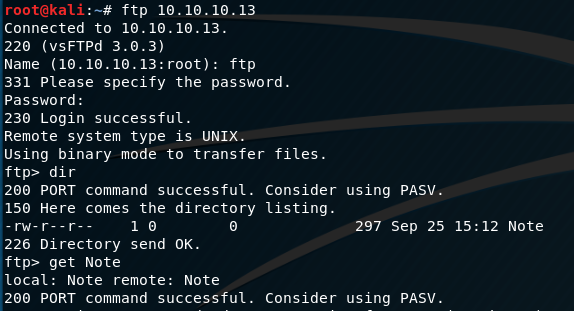 root@kali:~# ftp 10.10.10.13
Connected to 10.10.10.13.
220 (vsFTPd 3.0.3)
Name (10.10.10.13:root): ftp
331 Please specify the password.
Password:
230 Login successful.
Remote system type is UNIX.
Using binary mode to transfer files.
ftp> dir
200 PORT command successful. Consider using PASV.
150 Here comes the directory listing.
-rw-r--r--    1 0        0             297 Sep 25 15:12 Note
226 Directory send OK.
ftp> get Note
local: Note remote: Note
200 PORT command successful. Consider using PASV.